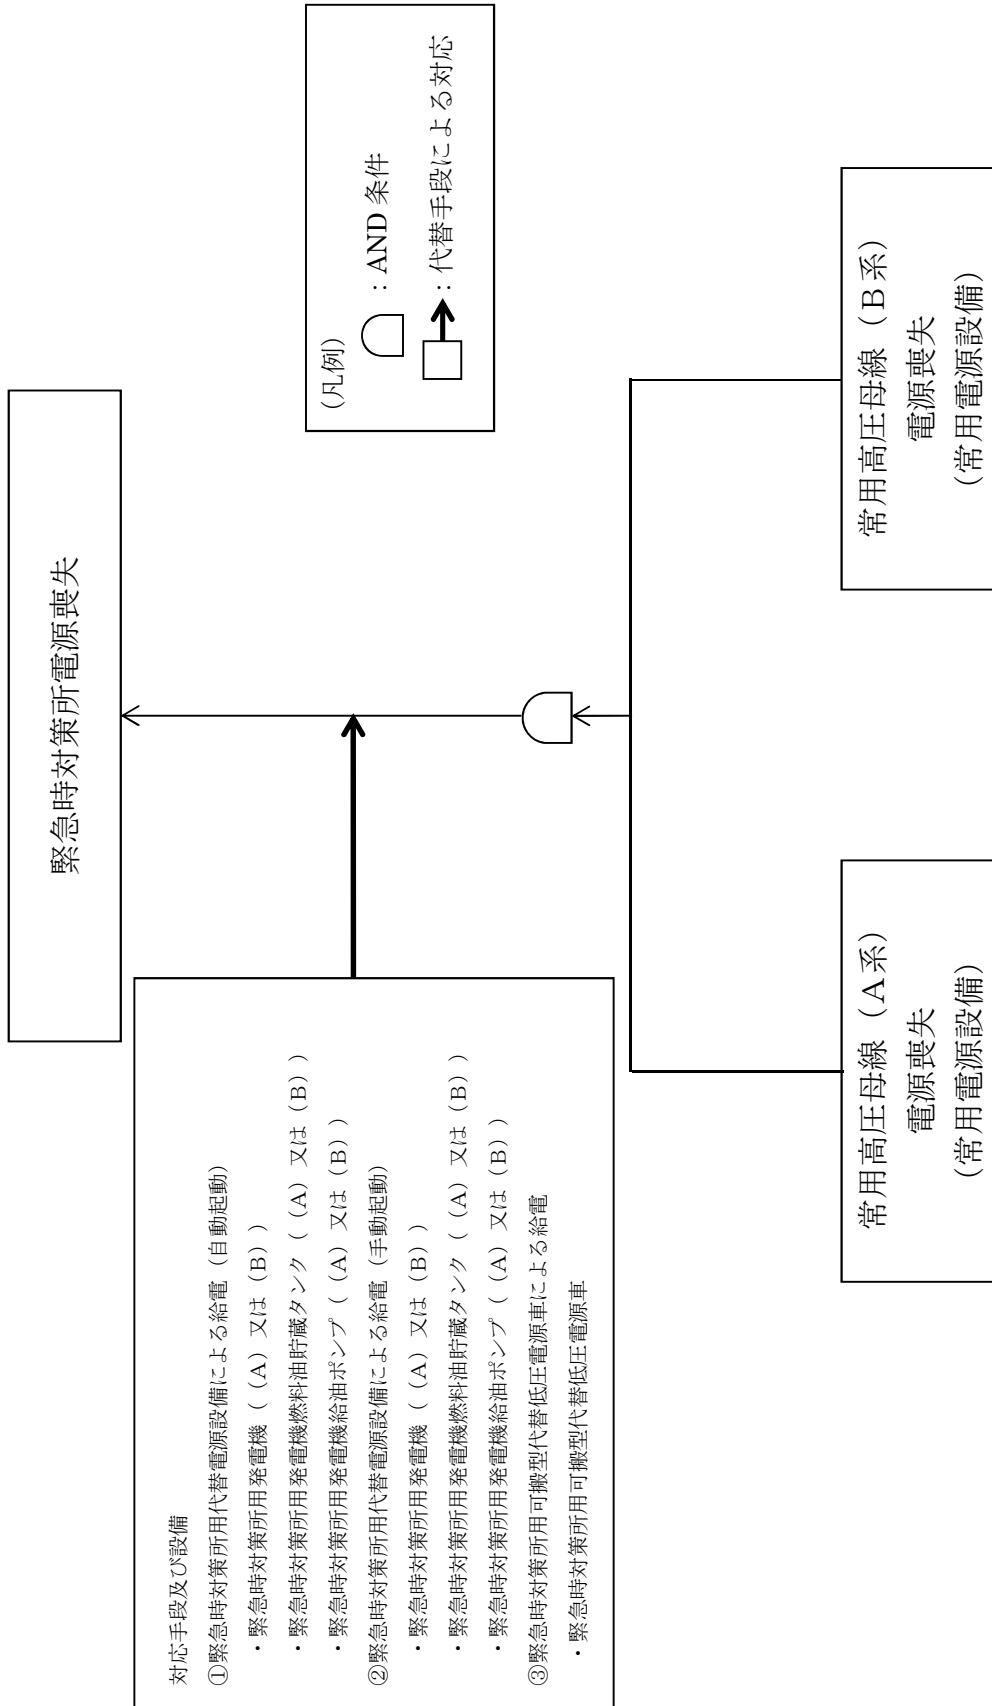 緊急時対策所電源喪失
対応手段及び設備
①緊急時対策所用代替電源設備による給電（自動起動）
・緊急時対策所用発電機（（A）又は（B））
・緊急時対策所用発電機燃料油貯蔵タンク（（A）又は（B））
・緊急時対策所用発電機給油ポンプ（（A）又は（B））
②緊急時対策所用代替電源設備による給電（手動起動）
・緊急時対策所用発電機（（A）又は（B））
・緊急時対策所用発電機燃料油貯蔵タンク（（A）又は（B））
・緊急時対策所用発電機給油ポンプ（（A）又は（B））
③緊急時対策所用可搬型代替低圧電源車による給電
・緊急時対策所用可搬型代替低圧電源車
（凡例）
：AND 条件
：代替手段による対応
常用高圧母線（A系）
電源喪失
（常用電源設備）
常用高圧母線（B系）
電源喪失
（常用電源設備）